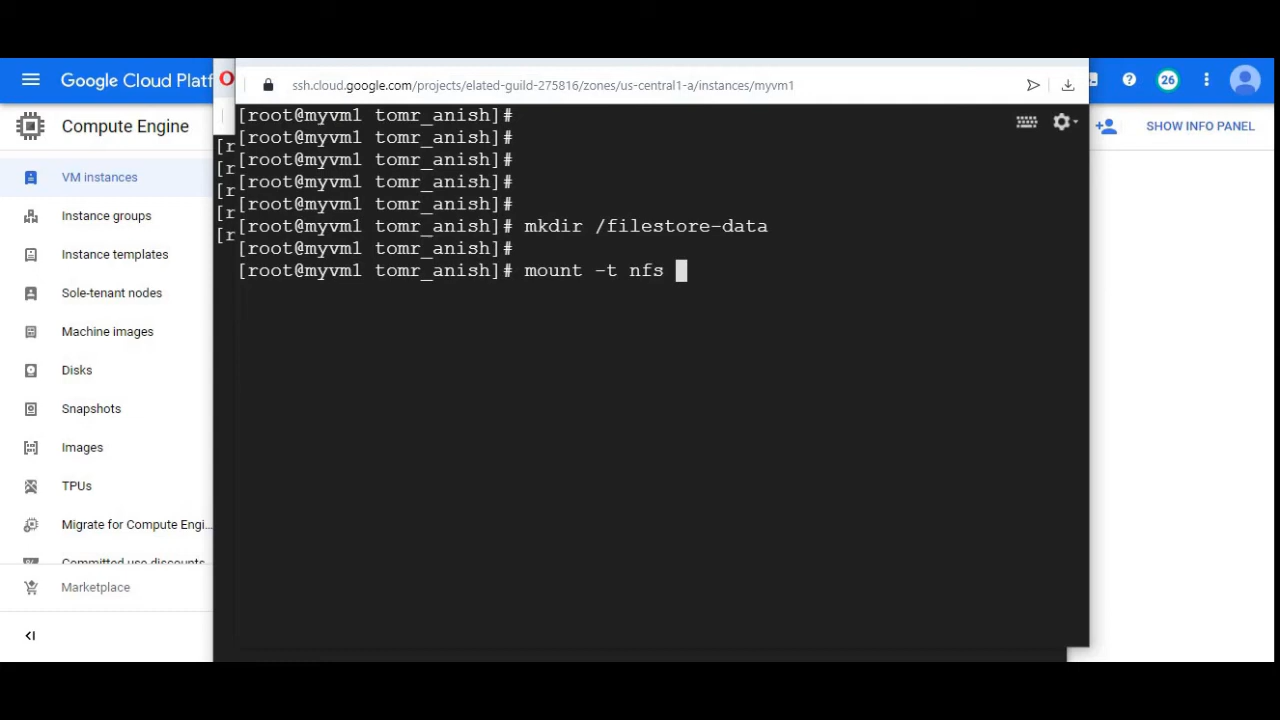 Google Cloud Platf
ssh.cloud.google.com/projects/elated-guild-275816/zones/us-central1-a/instances/myvm1
26
Compute Engine
SHOW INFO PANEL
VM instances
Instance groups
Instance templates
Sole-tenant nodes
Machine images
Disks
Snapshots
Images
TPUs
Migrate for Compute Engi...
Committed use discounts
Marketplace
[r
[r
[r
[r
[r
[root@myvm1 tomr_anish]#
[root@myvm1 tomr_anish]#
[root@myvm1 tomr_anish]#
[root@myvm1 tomr_anish]#
[root@myvm1 tomr_anish]#
[root@myvm1 tomr_anish]# mkdir /filestore-data
[root@myvm1 tomr_anish]#
[root@myvm1 tomr_anish]# mount -t nfs